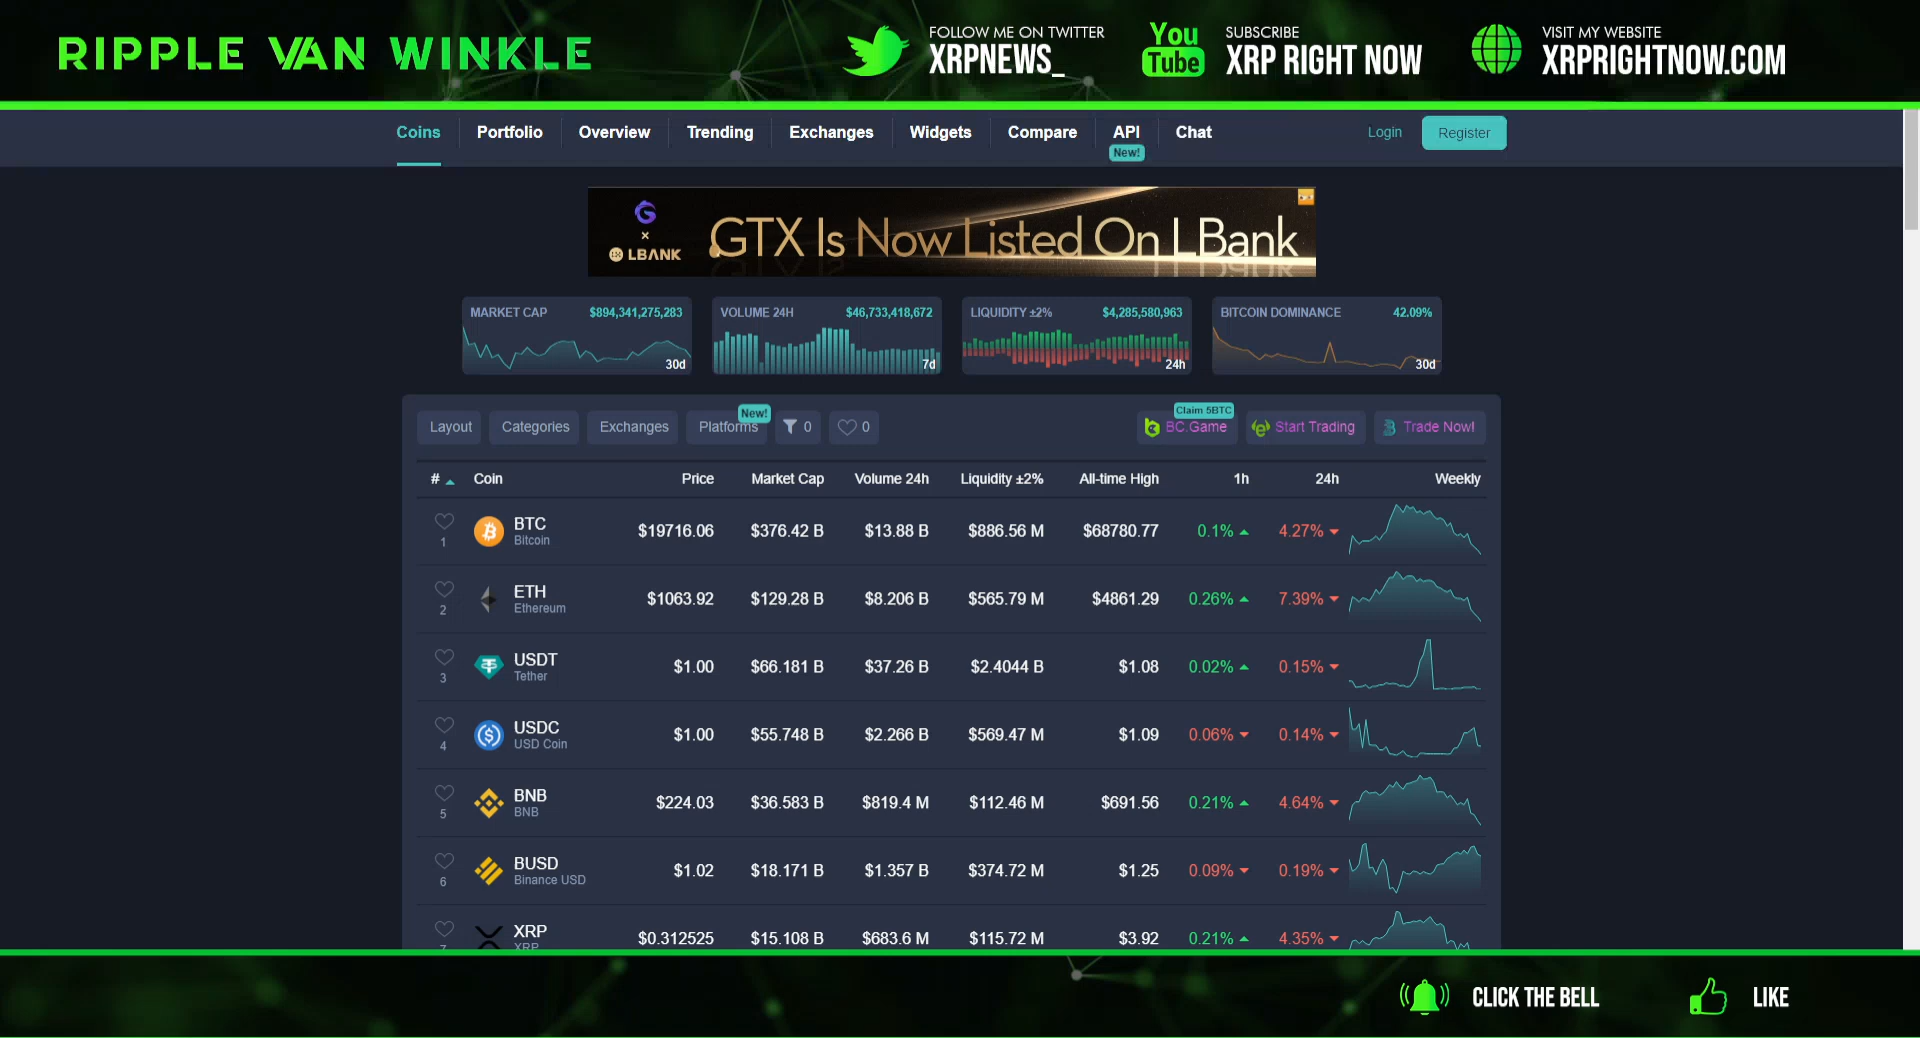 RIPPLE VAN WINKLE
FOLLOW ME ON TWITTER
XRPNEWS_
You
Tube
SUBSCRIBE
XRP RIGHT NOW
VISIT MY WEBSITE
XRPRIGHTNOW.COM
Coins Portfolio Overview Trending Exchanges Widgets Compare API Chat Login Register
New!
× LBANK
GTX Is Now Listed On LBank
MARKET CAP $894,341,275,283
30d
VOLUME 24H $46,733,418,672
7d
LIQUIDITY ±2% $4,285,580,963
24h
BITCOIN DOMINANCE 42.09%
30d
Layout Categories Exchanges Platforms New! 0 0 Claim 5BTC BC.Game Start Trading Trade Now!
# Coin Price Market Cap Volume 24h Liquidity ±2% All-time High 1h 24h Weekly
1 BTC $19716.06 $376.42 B $13.88 B $886.56 M $68780.77 0.1% 4.27%
Bitcoin
2 ETH $1063.92 $129.28 B $8.206 B $565.79 M $4861.29 0.26% 7.39%
Ethereum
3 USDT $1.00 $66.181 B $37.26 B $2.4044 B $1.08 0.02% 0.15%
Tether
4 USDC $1.00 $55.748 B $2.266 B $569.47 M $1.09 0.06% 0.14%
USD Coin
5 BNB $224.03 $36.583 B $819.4 M $112.46 M $691.56 0.21% 4.64%
BNB
6 BUSD $1.02 $18.171 B $1.357 B $374.72 M $1.25 0.09% 0.19%
Binance USD
7 XRP $0.312525 $15.108 B $683.6 M $115.72 M $3.92 0.21% 4.35%
XRP
CLICK THE BELL
LIKE